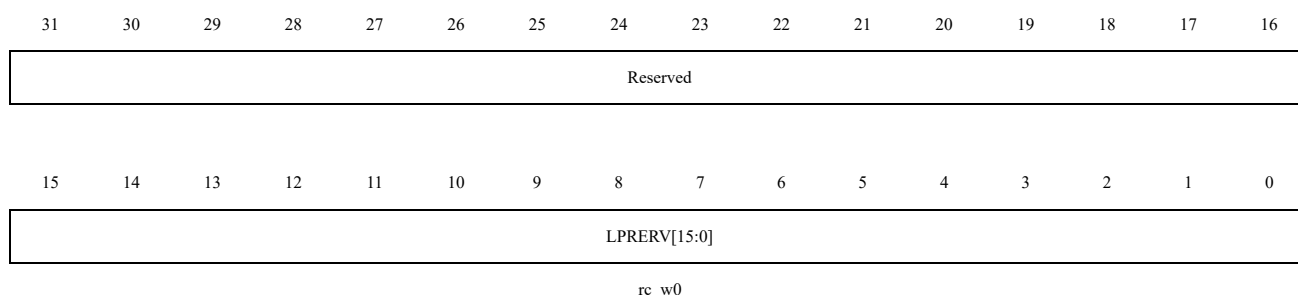 31 30 29 28 27 26 25 24 23 22 21 20 19 18 17 16
Reserved
15 14 13 12 11 10 9 8 7 6 5 4 3 2 1 0
LPRERV[15:0]
rc_w0